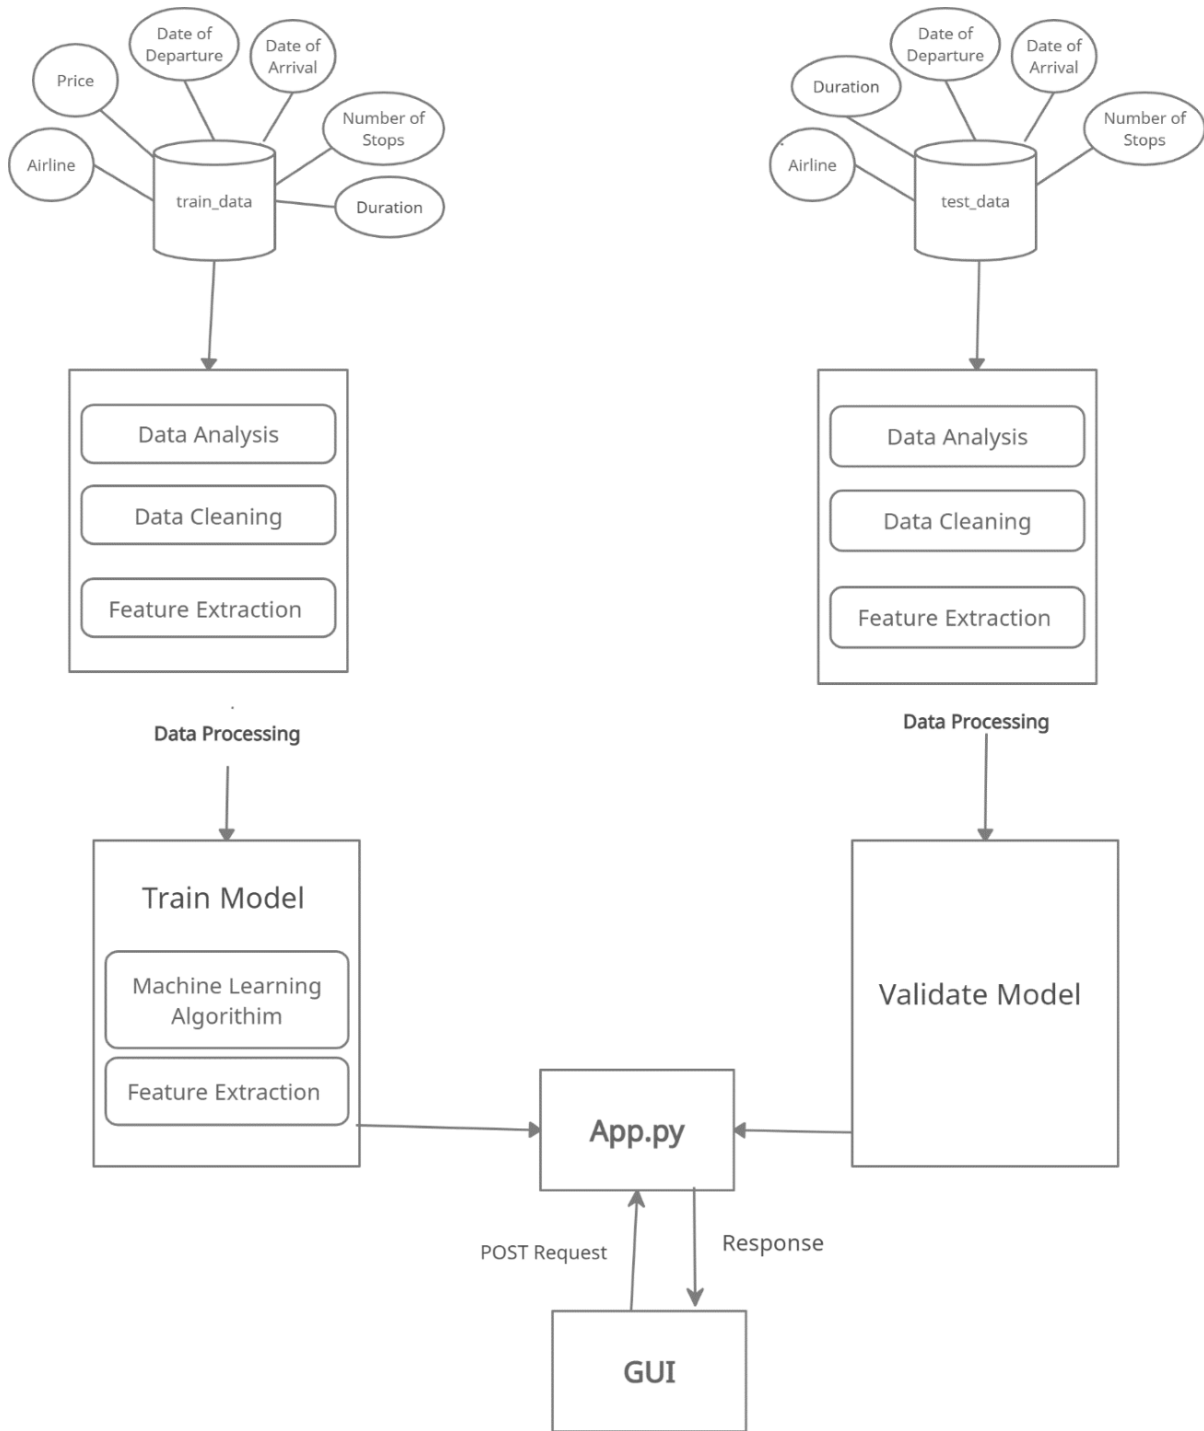 Date of
Departure
Date of
Arrival
Price
Number of
Stops
Airline
train_data
Duration
Date of
Departure
Date of
Arrival
Duration
Number of
Stops
Airline
test_data
Data Analysis
Data Cleaning
Feature Extraction
Data Processing
Data Analysis
Data Cleaning
Feature Extraction
Data Processing
Train Model
Machine Learning
Algorithim
Feature Extraction
Validate Model
App.py
POST Request
Response
GUI